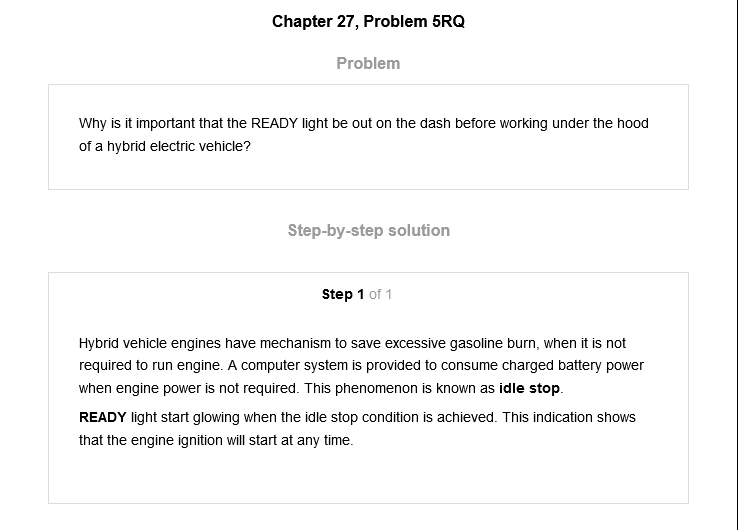 Chapter 27, Problem 5RQ
Problem
Why is it important that the READY light be out on the dash before working under the hood
of a hybrid electric vehicle?
Step-by-step solution
Step 1 of 1
Hybrid vehicle engines have mechanism to save excessive gasoline burn, when it is not
required to run engine. A computer system is provided to consume charged battery power
when engine power is not required. This phenomenon is known as idle stop.
READY light start glowing when the idle stop condition is achieved. This indication shows
that the engine ignition will start at any time.